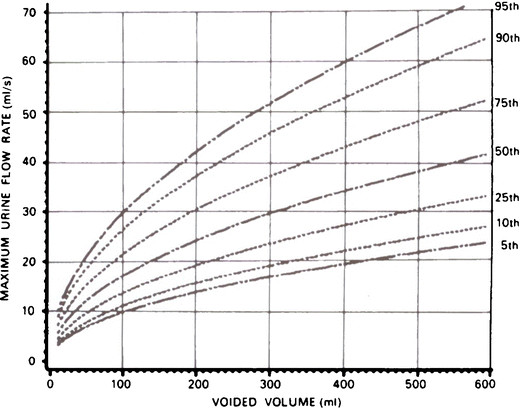 MAXIMUM URINE FLOW RATE (ml/s)
70
60
50
40
30
20
10
0
95th
90th
75th
50th
25th
10th
5th
0
100
200
300
400
500
600
VOIDED VOLUME (ml)